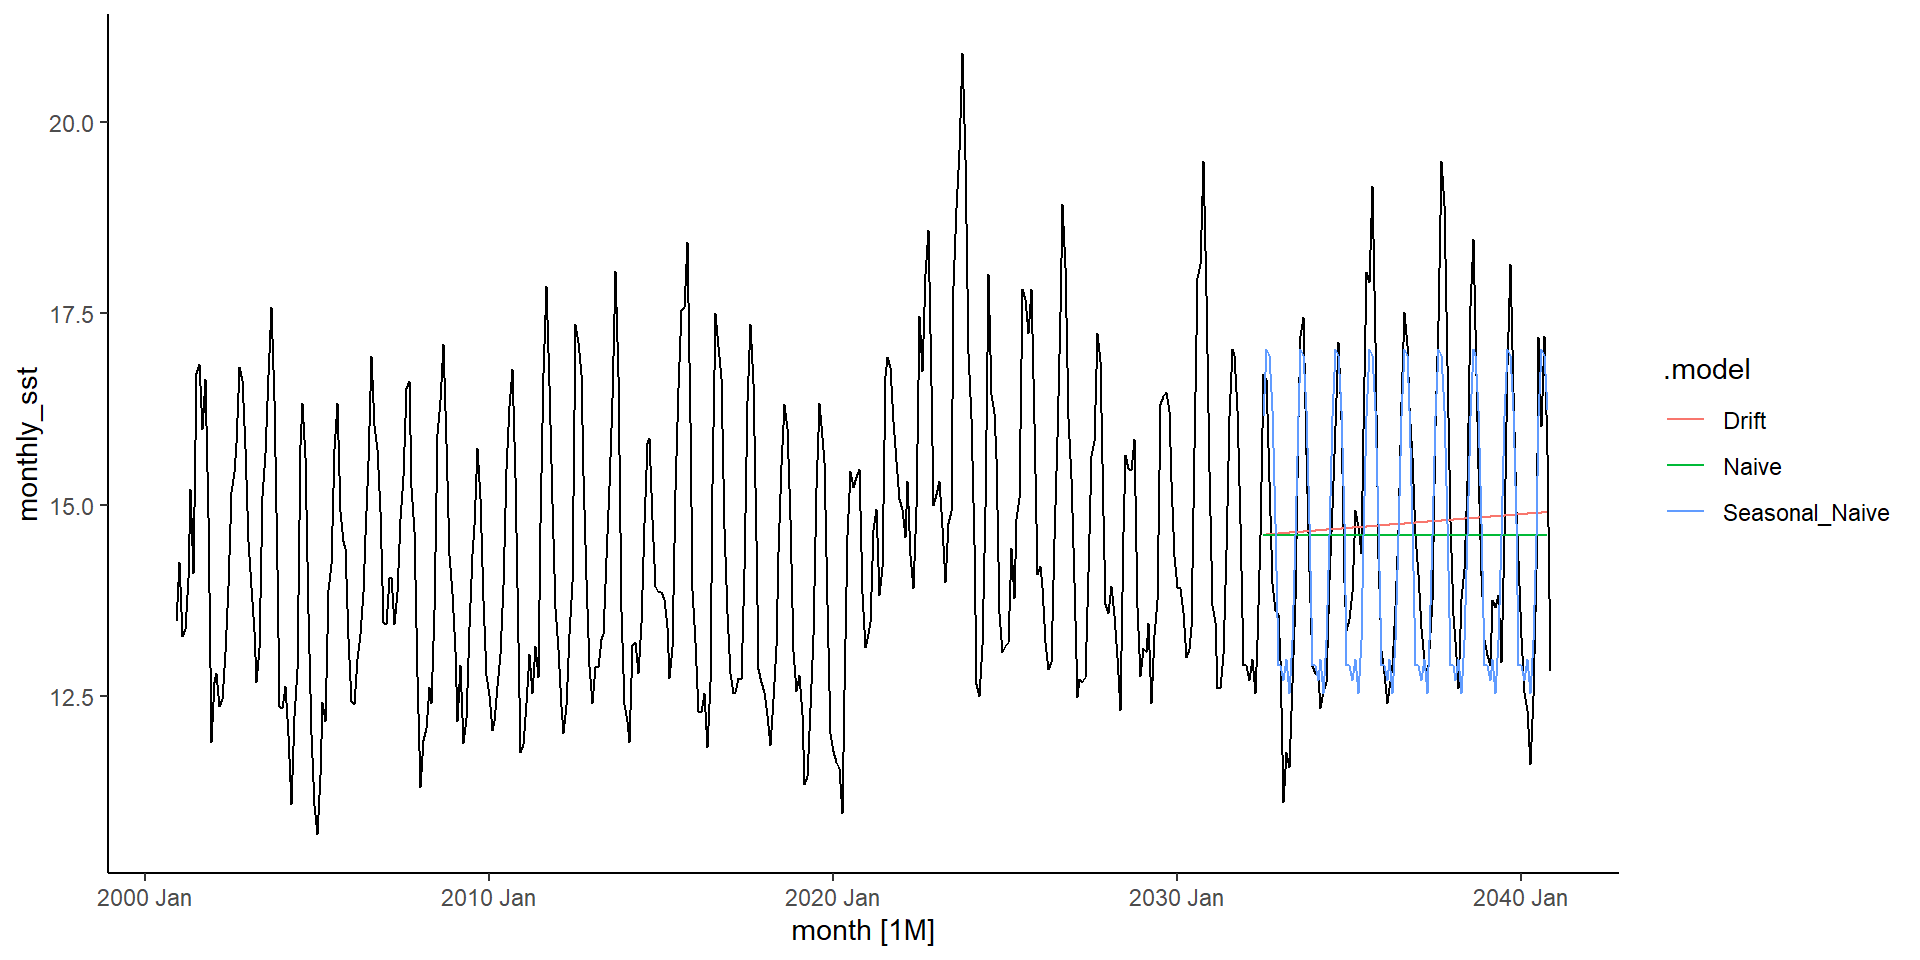 monthly_sst
20.0
17.5
15.0
12.5
2000 Jan
2010 Jan
2020 Jan
2030 Jan
2040 Jan
month [1M]
.model
Drift
Naive
Seasonal_Naive